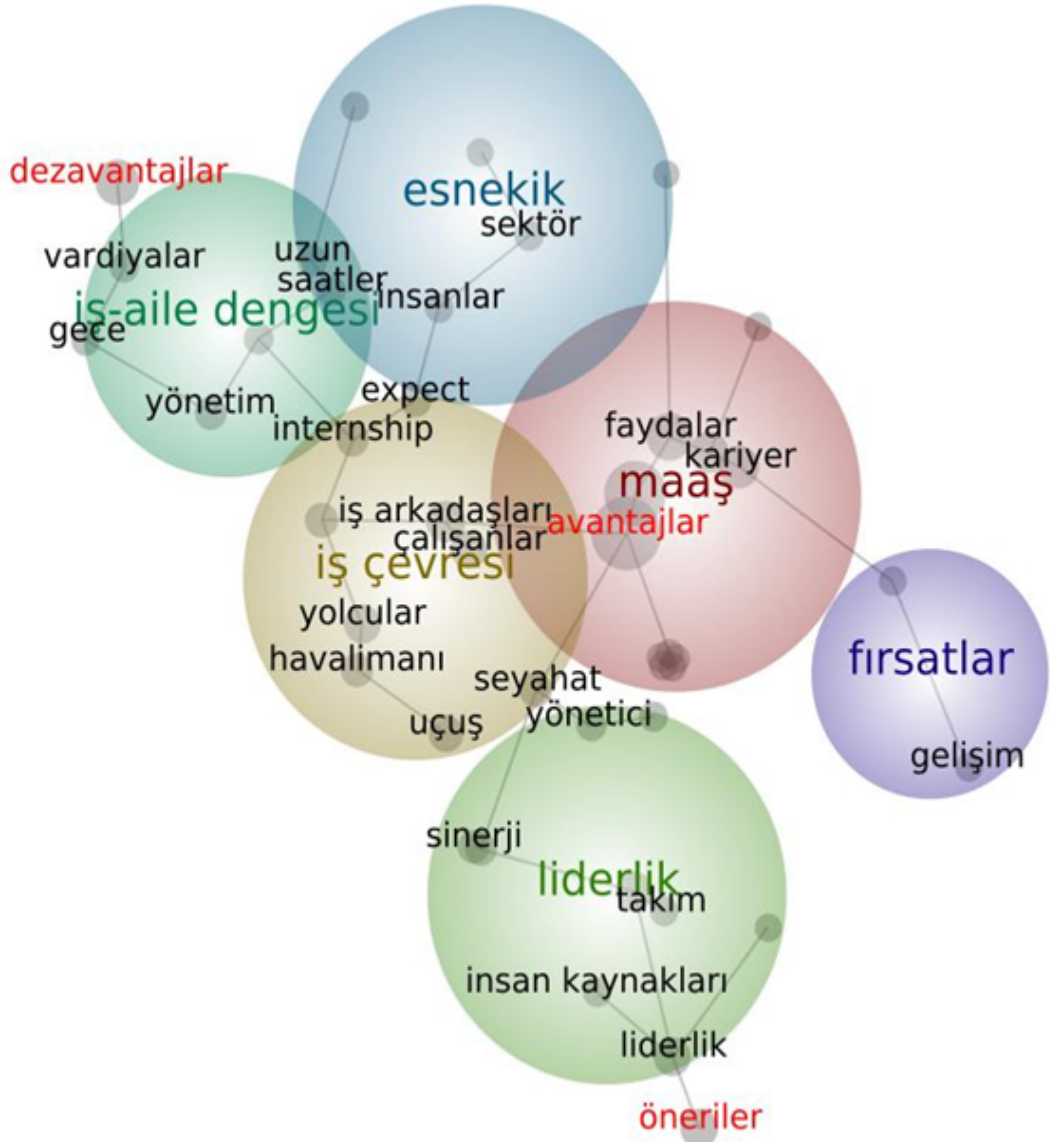 dezavantajlar
esnekik
sektör
vardiyalar
uzun
saatler
insanlar
iş-aile dengesi
gece
yönetim
expect
internship
faydalar
kariyer
maaş
iş arkadaşları
avantajlar
çalışanlar
iş çevresi
yolcular
havalimanı
fırsatlar
seyahat
yönetici
uçuş
gelişim
sinerji
liderlik
takım
insan kaynakları
liderlik
öneriler